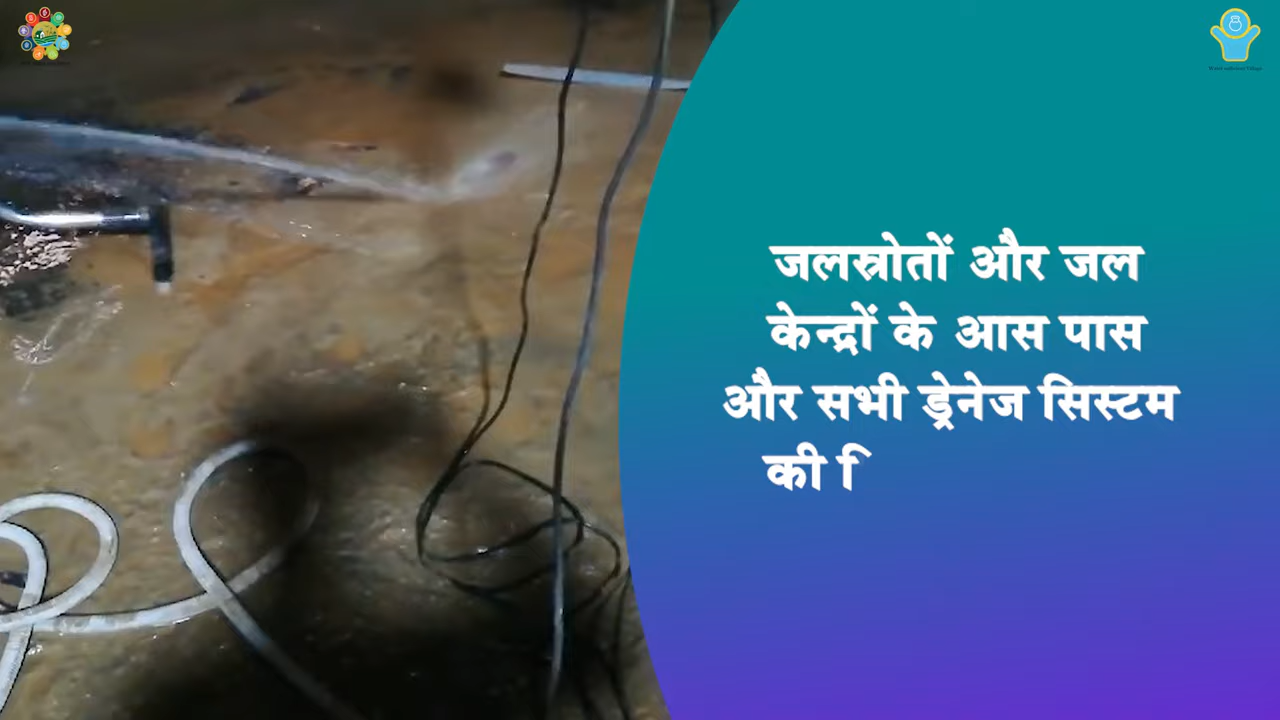 जलस्रोतों और जल
केन्द्रों के आस पास
और सभी ड्रेनेज सिस्टम
की ि